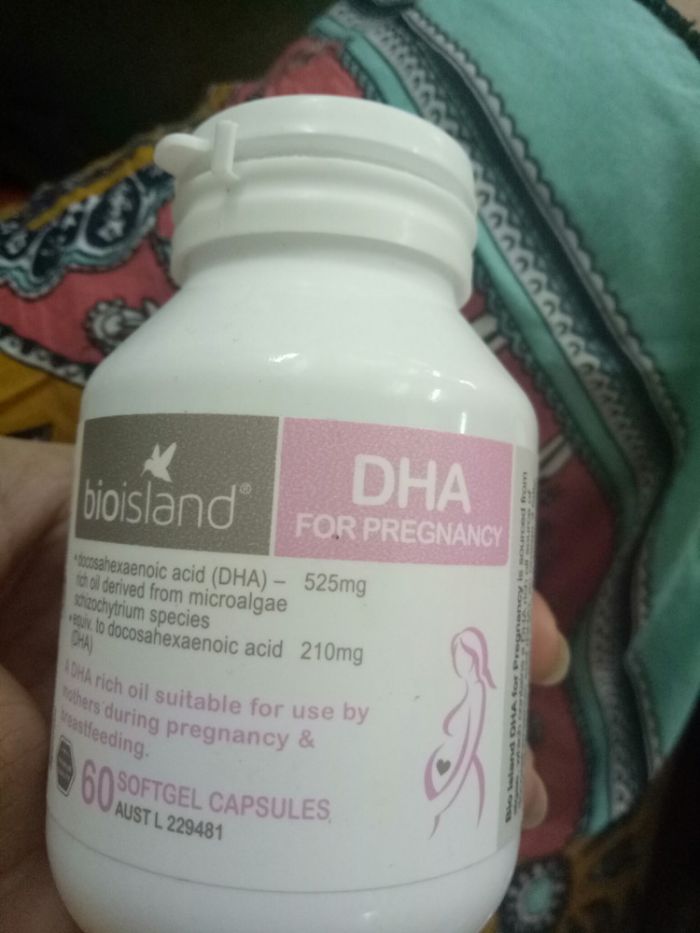 bioisland®
DHA
FOR PREGNANCY
•docosahexaenoic acid (DHA) – 525mg
rich oil derived from microalgae
schizochytrium species
•equiv. to docosahexaenoic acid 210mg
(DHA)
A DHA rich oil suitable for use by
mothers during pregnancy &
breastfeeding.
60 SOFTGEL CAPSULES
AUST L 229481
Bio Island DHA for Pregnancy is sourced from